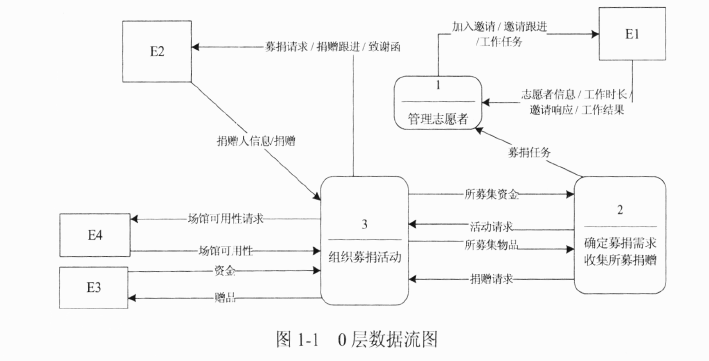 加入邀请 / 邀请跟进
/工作任务
E1
E2
募捐请求 / 捐赠跟进 / 致谢函
1
管理志愿者
志愿者信息 / 工作时长 /
邀请响应 / 工作结果
捐赠人信息/捐赠
募捐任务
E4
场馆可用性请求
场馆可用性
E3
资金
赠品
3
组织募捐活动
所募集资金
活动请求
所募集物品
捐赠请求
2
确定募捐需求
收集所募捐赠
图 1-1 0 层数据流图